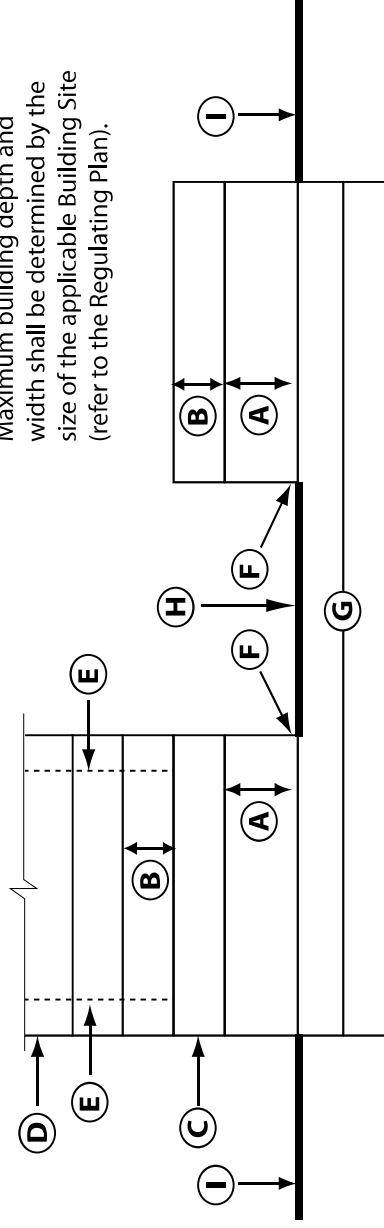 Maximum building depth and
width shall be determined by the
size of the applicable Building Site
(refer to the Regulating Plan).
I
B
A
F
H
G
F
E
A
B
E
D
C
I